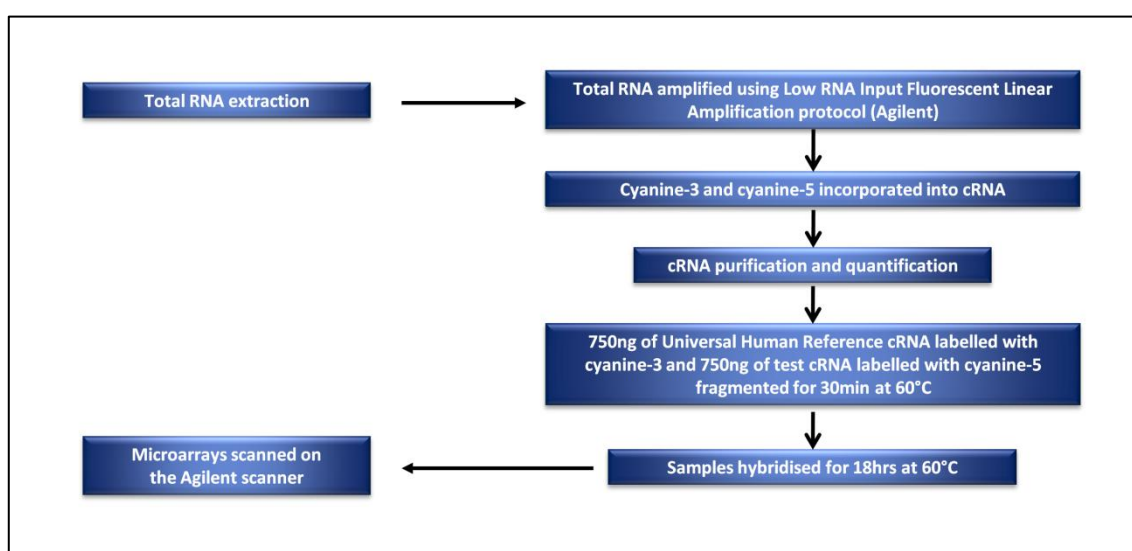 Total RNA extraction
Total RNA amplified using Low RNA Input Fluorescent Linear
Amplification protocol (Agilent)
Cyanine-3 and cyanine-5 incorporated into cRNA
cRNA purification and quantification
750ng of Universal Human Reference cRNA labelled with
cyanine-3 and 750ng of test cRNA labelled with cyanine-5
fragmented for 30min at 60°C
Samples hybridised for 18hrs at 60°C
Microarrays scanned on
the Agilent scanner